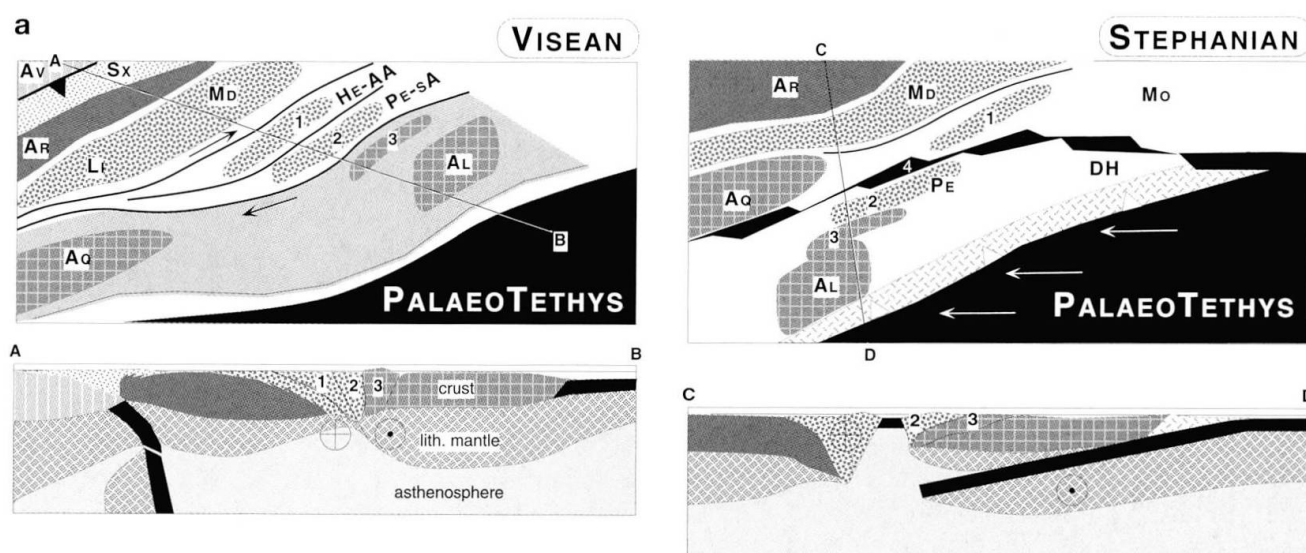 a
VISEAN
STEPHANIAN
A
AV
SX
MD
HE-AA
PE-SA
1
2
3
AR
LI
AL
B
AQ
PALAEOTETHYS
C
AR
MD
MO
1
4
DH
PE
AQ
2
3
AL
PALAEOTETHYS
D
A
B
1
2
3
crust
lith. mantle
asthenosphere
C
D
2
3